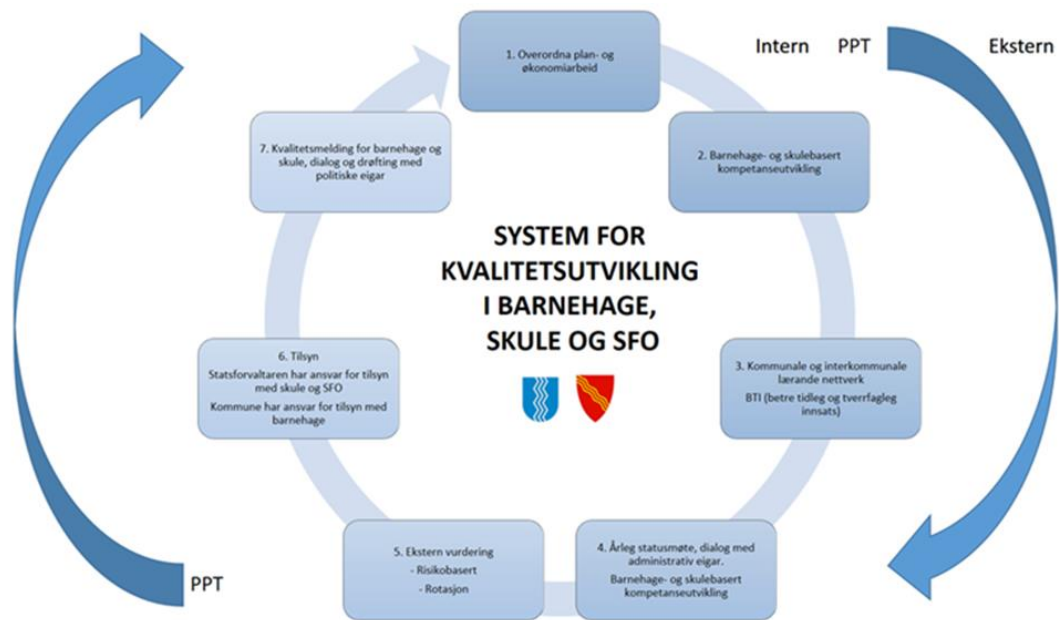 1. Overordna plan- og
økonomiarbeid
Intern PPT Ekstern
2. Barnehage- og skulebasert
kompetanseutvikling
3. Kommunale og interkommunale
lærande nettverk
BTI (betre tidleg og tverrfagleg
innsats)
4. Årleg statusmøte, dialog med
administrativ eigar.
Barnehage- og skulebasert
kompetanseutvikling
5. Ekstern vurdering
- Risikobasert
- Rotasjon
6. Tilsyn
Statsforvaltaren har ansvar for tilsyn
med skule og SFO
Kommune har ansvar for tilsyn med
barnehage
7. Kvalitetsmelding for barnehage og
skule, dialog og drøfting med
politiske eigar
SYSTEM FOR
KVALITETSUTVIKLING
I BARNEHAGE,
SKULE OG SFO
PPT